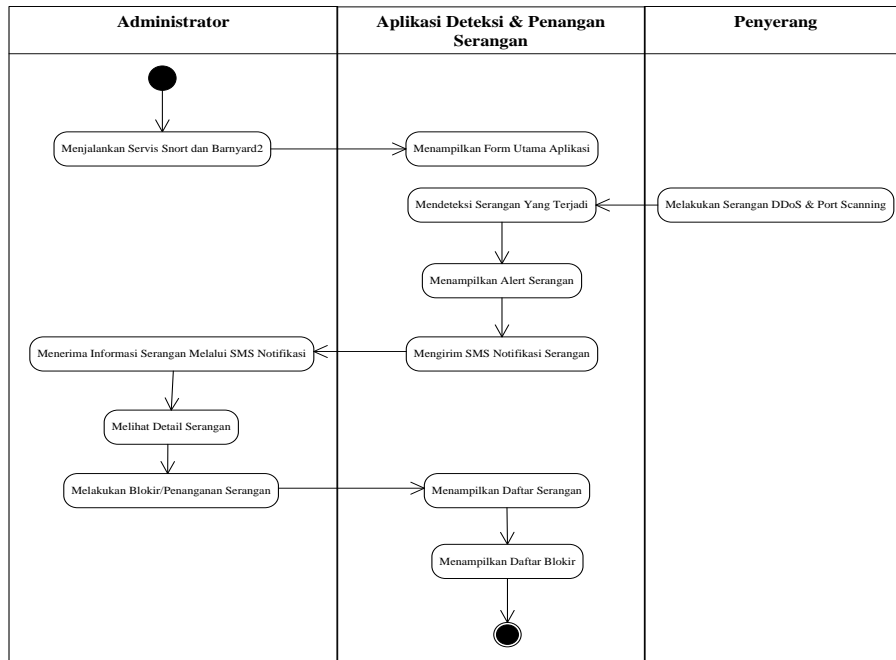 Administrator
Aplikasi Deteksi & Penangan
Serangan
Penyerang
Menjalankan Servis Snort dan Barnyard2
Menampilkan Form Utama Aplikasi
Mendeteksi Serangan Yang Terjadi
Melakukan Serangan DDoS & Port Scanning
Menampilkan Alert Serangan
Menerima Informasi Serangan Melalui SMS Notifikasi
Mengirim SMS Notifikasi Serangan
Melihat Detail Serangan
Melakukan Blokir/Penanganan Serangan
Menampilkan Daftar Serangan
Menampilkan Daftar Blokir